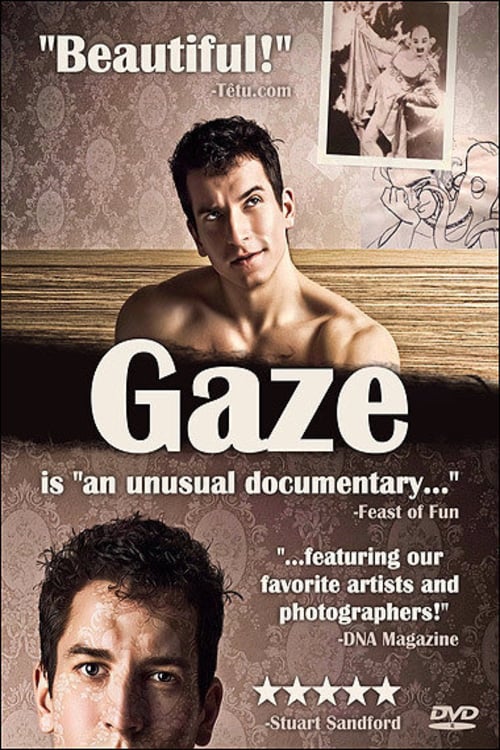 "Beautiful!"
-Têtu.com
Gaze
is "an unusual documentary..."
-Feast of Fun
"...featuring our
favorite artists and
photographers!"
-DNA Magazine
-Stuart Sandford
DVD